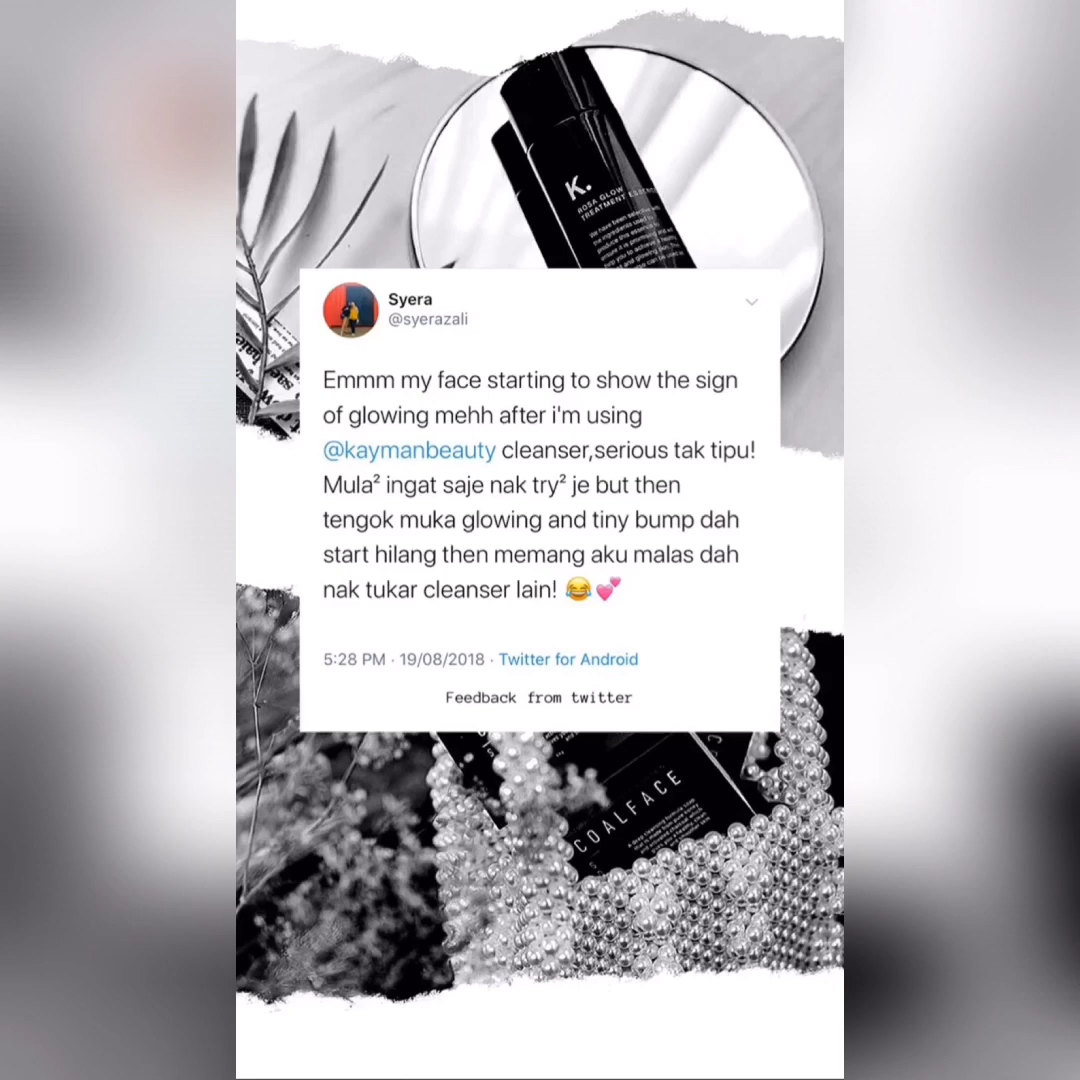 K.
ROSA GLOW
TREATMENT ESSENCE
Syera
@syerazali
Emmm my face starting to show the sign
of glowing mehh after i'm using
@kaymanbeauty cleanser,serious tak tipu!
Mula² ingat saje nak try² je but then
tengok muka glowing and tiny bump dah
start hilang then memang aku malas dah
nak tukar cleanser lain! 😂💕
5:28 PM · 19/08/2018 · Twitter for Android
Feedback from twitter
COALFACE